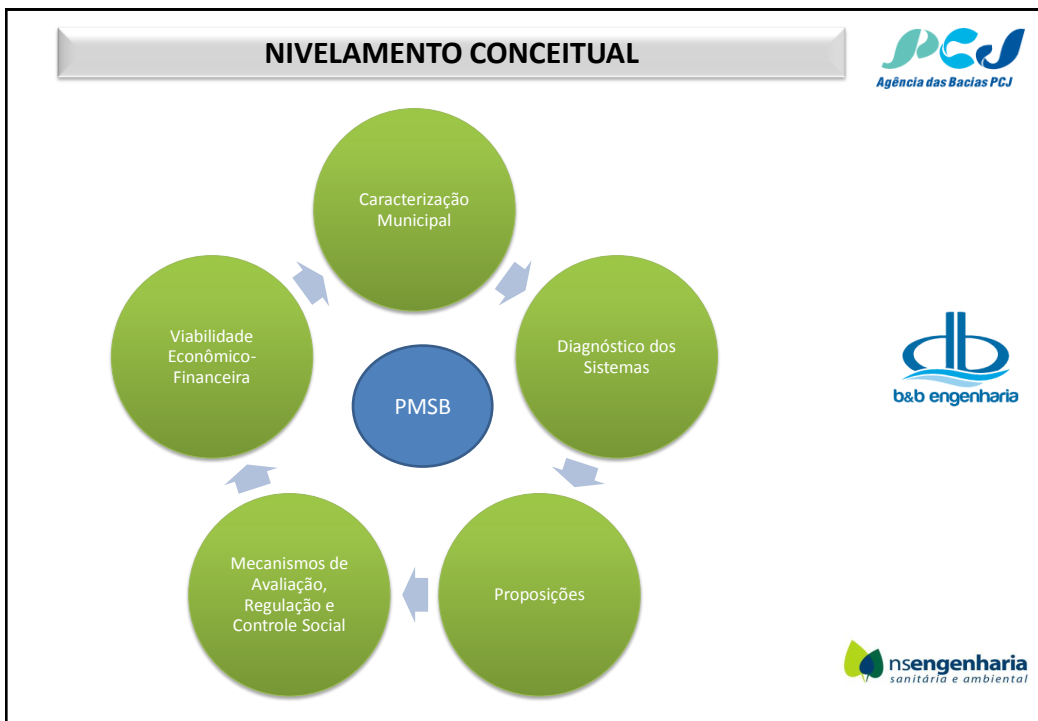 NIVELAMENTO CONCEITUAL
PCJ
Agência das Bacias PCJ
Caracterização
Municipal
Viabilidade
Econômico-
Financeira
Diagnóstico dos
Sistemas
PMSB
b&b engenharia
Mecanismos de
Avaliação,
Regulação e
Controle Social
Proposições
nsengenharia
sanitária e ambiental